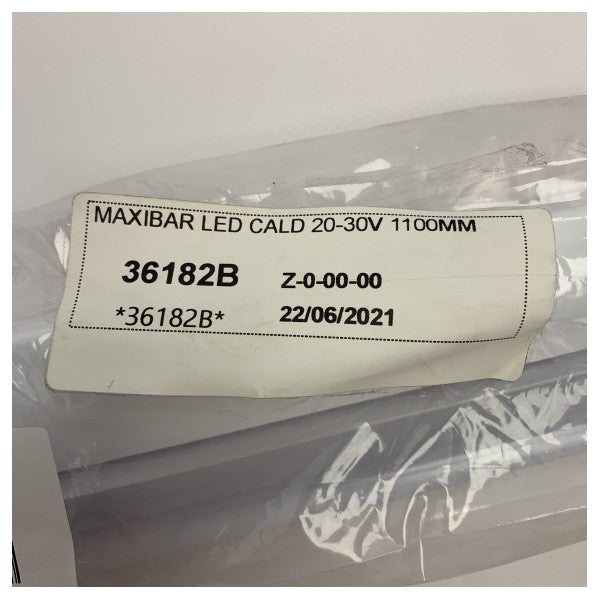 MAXIBAR LED CALD 20-30V 1100MM
36182B Z-0-00-00
*36182B* 22/06/2021